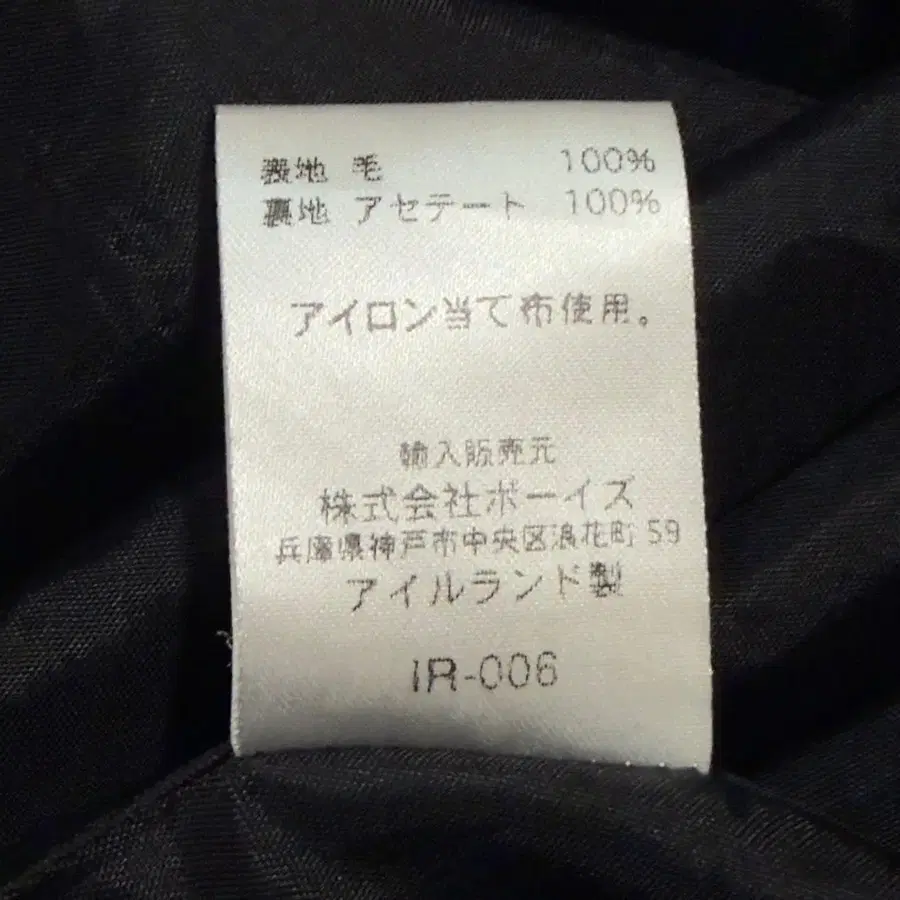 表地 毛 100%
裏地 アセテート 100%
アイロン当て布使用。
輸入販売元
株式会社ボーイズ
兵庫県神戸市中央区浪花町 59
アイルランド製
IR-006